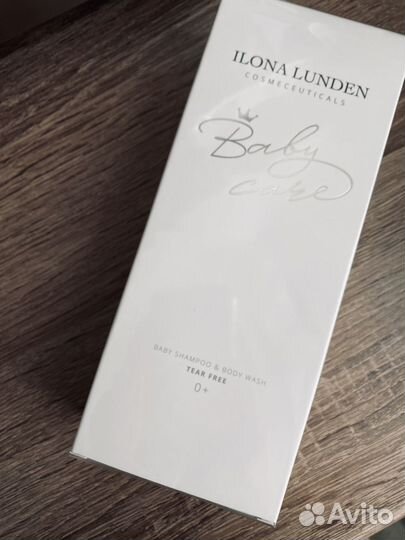 ILONA LUNDEN
COSMECEUTICALS
Baby
care
BABY SHAMPOO & BODY WASH
TEAR FREE
0+
Avito